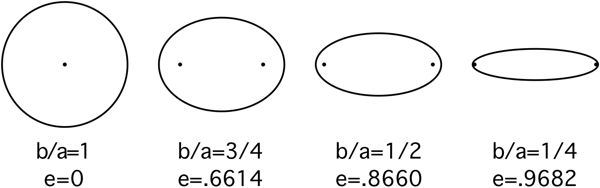 b/a=1 b/a=3/4 b/a=1/2 b/a=1/4
e=0 e=.6614 e=.8660 e=.9682